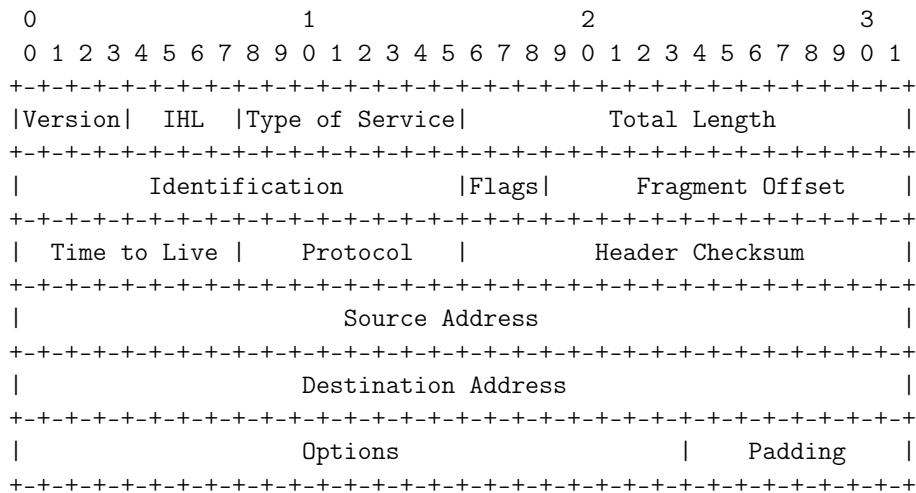 0                   1                   2                   3
0 1 2 3 4 5 6 7 8 9 0 1 2 3 4 5 6 7 8 9 0 1 2 3 4 5 6 7 8 9 0 1
+-+-+-+-+-+-+-+-+-+-+-+-+-+-+-+-+-+-+-+-+-+-+-+-+-+-+-+-+-+-+-+-+
|Version|  IHL  |Type of Service|          Total Length         |
+-+-+-+-+-+-+-+-+-+-+-+-+-+-+-+-+-+-+-+-+-+-+-+-+-+-+-+-+-+-+-+-+
|         Identification        |Flags|      Fragment Offset    |
+-+-+-+-+-+-+-+-+-+-+-+-+-+-+-+-+-+-+-+-+-+-+-+-+-+-+-+-+-+-+-+-+
|  Time to Live |    Protocol   |         Header Checksum       |
+-+-+-+-+-+-+-+-+-+-+-+-+-+-+-+-+-+-+-+-+-+-+-+-+-+-+-+-+-+-+-+-+
|                       Source Address                          |
+-+-+-+-+-+-+-+-+-+-+-+-+-+-+-+-+-+-+-+-+-+-+-+-+-+-+-+-+-+-+-+-+
|                    Destination Address                        |
+-+-+-+-+-+-+-+-+-+-+-+-+-+-+-+-+-+-+-+-+-+-+-+-+-+-+-+-+-+-+-+-+
|                    Options                    |    Padding    |
+-+-+-+-+-+-+-+-+-+-+-+-+-+-+-+-+-+-+-+-+-+-+-+-+-+-+-+-+-+-+-+-+